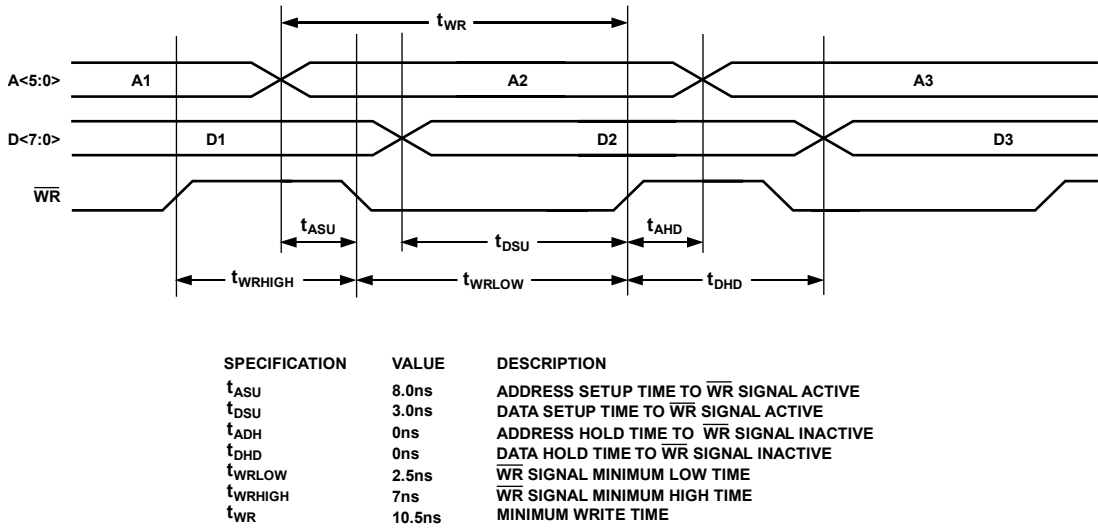 tWR
A<5:0> A1 A2 A3
D<7:0> D1 D2 D3
WR
tASU tDSU tAHD
tWRHIGH tWRLOW tDHD
SPECIFICATION VALUE DESCRIPTION
tASU 8.0ns ADDRESS SETUP TIME TO WR SIGNAL ACTIVE
tDSU 3.0ns DATA SETUP TIME TO WR SIGNAL ACTIVE
tADH 0ns ADDRESS HOLD TIME TO WR SIGNAL INACTIVE
tDHD 0ns DATA HOLD TIME TO WR SIGNAL INACTIVE
tWRLOW 2.5ns WR SIGNAL MINIMUM LOW TIME
tWRHIGH 7ns WR SIGNAL MINIMUM HIGH TIME
tWR 10.5ns MINIMUM WRITE TIME